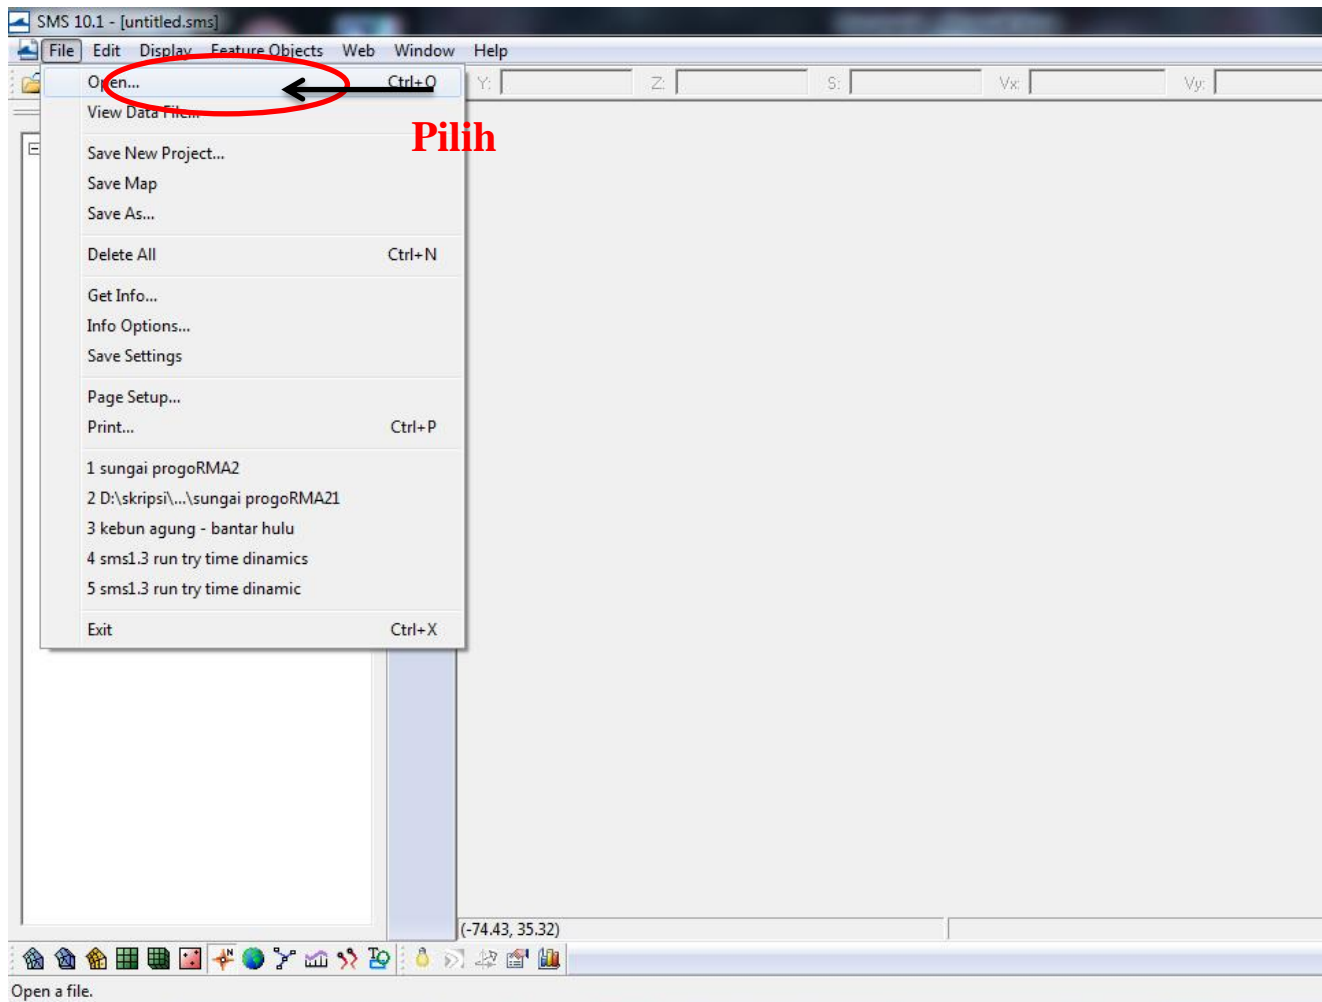 SMS 10.1 - [untitled.sms]
File Edit Display Feature Objects Web Window Help
Open... Ctrl+O Y: Z: S: Vx: Vy:
View Data File...
Pilih
Save New Project...
Save Map
Save As...
Delete All Ctrl+N
Get Info...
Info Options...
Save Settings
Page Setup...
Print... Ctrl+P
1 sungai progoRMA2
2 D:\skripsi\...\sungai progoRMA21
3 kebun agung - bantar hulu
4 sms1.3 run try time dinamics
5 sms1.3 run try time dinamic
Exit Ctrl+X
(-74.43, 35.32)
Open a file.